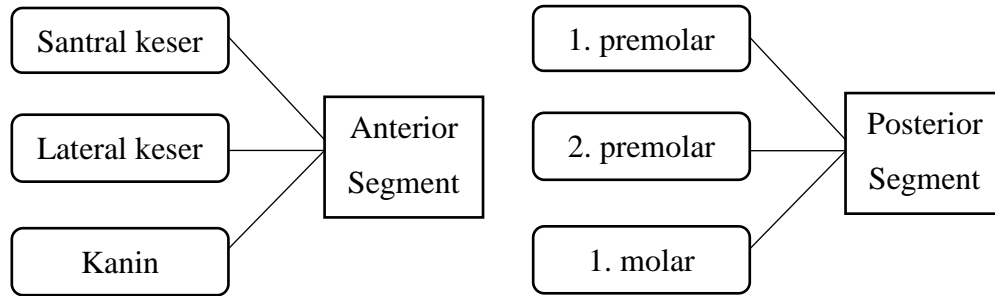 Santral keser
Lateral keser
Kanin
Anterior
Segment
1. premolar
2. premolar
1. molar
Posterior
Segment